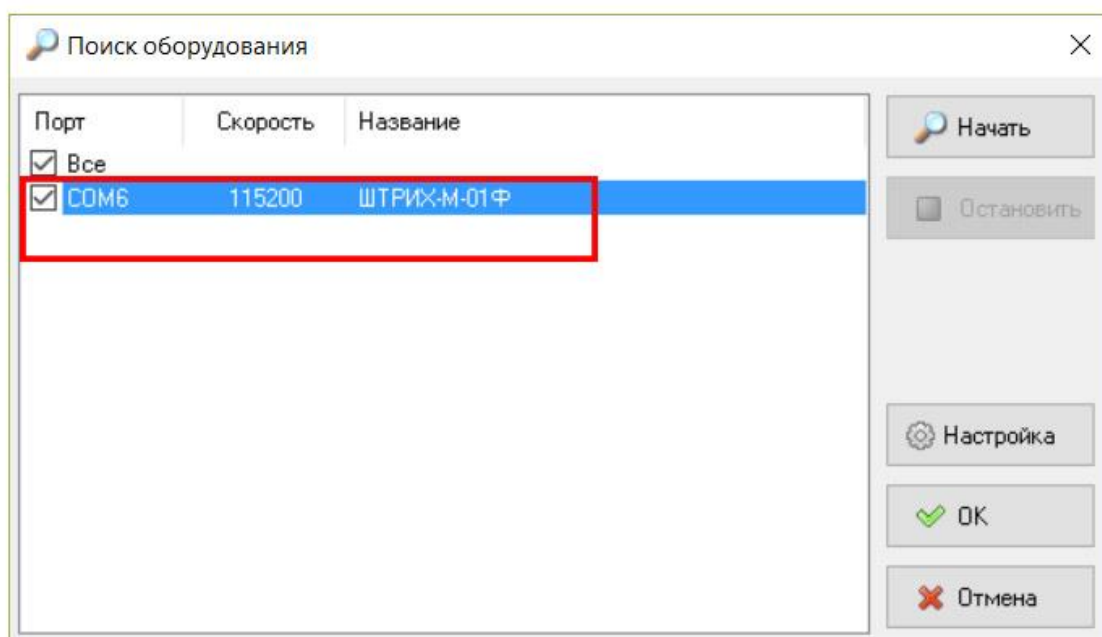 Поиск оборудования
Порт Скорость Название
Все
COM6 115200 ШТРИХ-М-01Ф
Начать
Остановить
Настройка
OK
Отмена